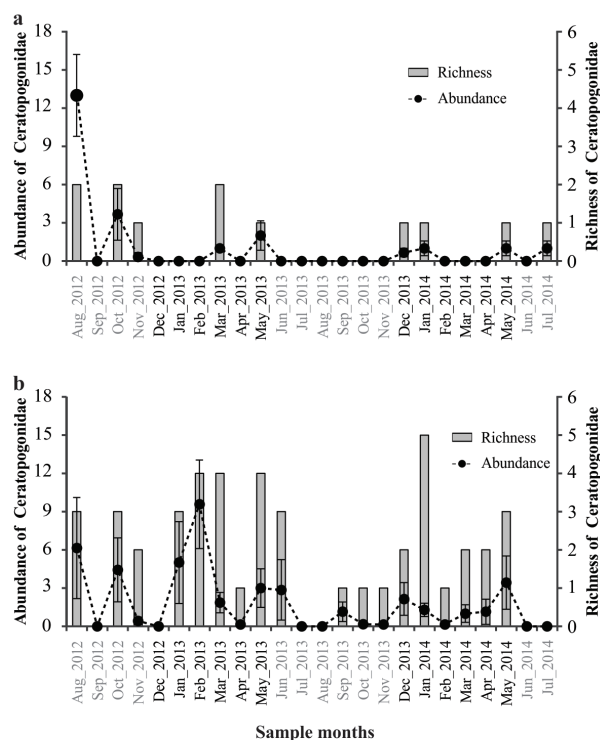 a
Abundance of Ceratopogonidae
18
15
12
9
6
3
0
Richness
Abundance
6
5
4
3
2
1
0
Richness of Ceratopogonidae
Aug_2012
Sep_2012
Oct_2012
Nov_2012
Dec_2012
Jan_2013
Feb_2013
Mar_2013
Apr_2013
May_2013
Jun_2013
Jul_2013
Aug_2013
Sep_2013
Oct_2013
Nov_2013
Dec_2013
Jan_2014
Feb_2014
Mar_2014
Apr_2014
May_2014
Jun_2014
Jul_2014
b
Abundance of Ceratopogonidae
18
15
12
9
6
3
0
Richness
Abundance
6
5
4
3
2
1
0
Richness of Ceratopogonidae
Aug_2012
Sep_2012
Oct_2012
Nov_2012
Dec_2012
Jan_2013
Feb_2013
Mar_2013
Apr_2013
May_2013
Jun_2013
Jul_2013
Aug_2013
Sep_2013
Oct_2013
Nov_2013
Dec_2013
Jan_2014
Feb_2014
Mar_2014
Apr_2014
May_2014
Jun_2014
Jul_2014
Sample months